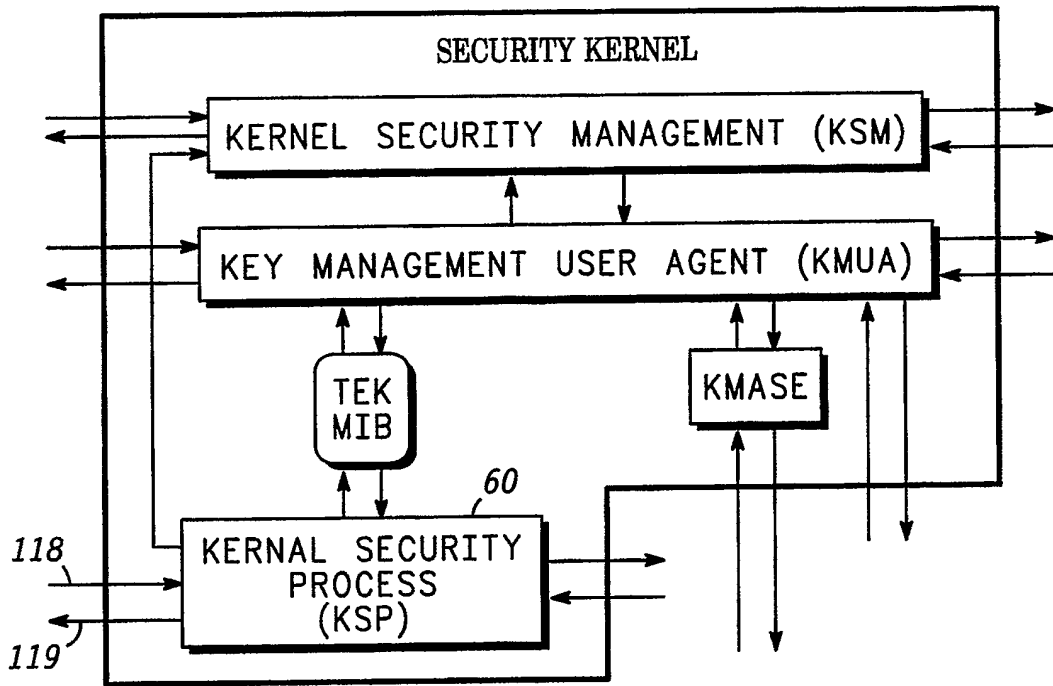 SECURITY KERNEL
KERNEL SECURITY MANAGEMENT (KSM)
KEY MANAGEMENT USER AGENT (KMUA)
TEK
MIB
KMASE
60
KERNAL SECURITY
PROCESS
(KSP)
118
119